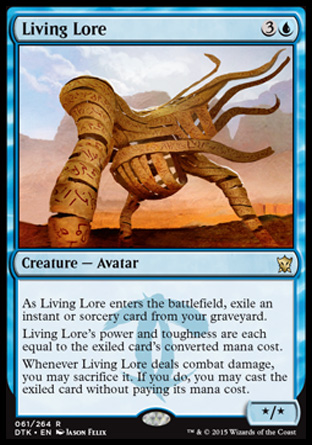 Living Lore 3
Creature — Avatar
As Living Lore enters the battlefield, exile an
instant or sorcery card from your graveyard.
Living Lore's power and toughness are each
equal to the exiled card's converted mana cost.
Whenever Living Lore deals combat damage,
you may sacrifice it. If you do, you may cast the
exiled card without paying its mana cost.
*/*
061/264 R
DTK • EN Jason Felix ™ & © 2015 Wizards of the Coast